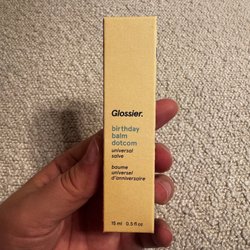 Glossier.
birthday
balm
dotcom
universal
salve
baume
universel
d'anniversaire
15 ml 0.5 fl oz